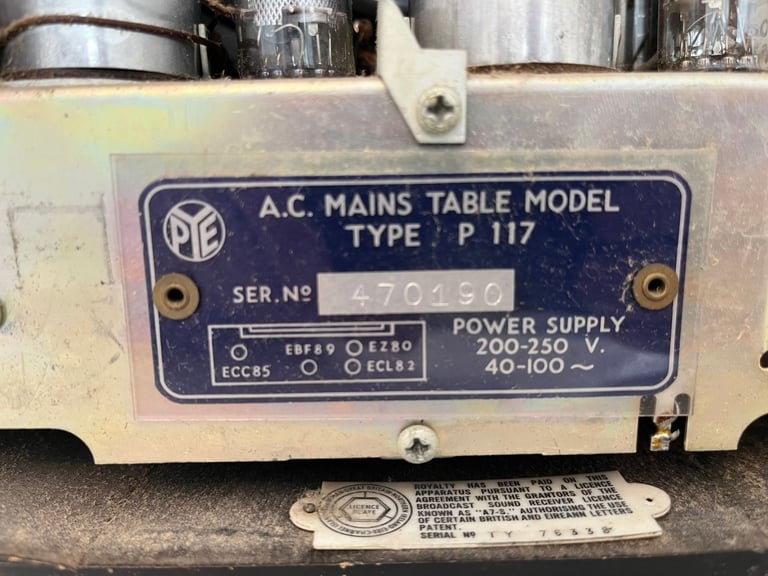 PYE
A.C. MAINS TABLE MODEL
TYPE P 117
SER. Nº 470190
POWER SUPPLY
200-250 V.
40-100 ~
EBF89 EZ80
ECC85 ECL82
ROYALTY HAS BEEN PAID ON THIS
APPARATUS PURSUANT TO A LICENCE
AGREEMENT WITH THE GRANTORS OF THE
BROADCAST SOUND RECEIVER LICENCE
KNOWN AS "A7-S." AUTHORISING THE USE
OF CERTAIN BRITISH AND EIREANN LETTERS
PATENT.
SERIAL Nº TY 76338
LICENCE